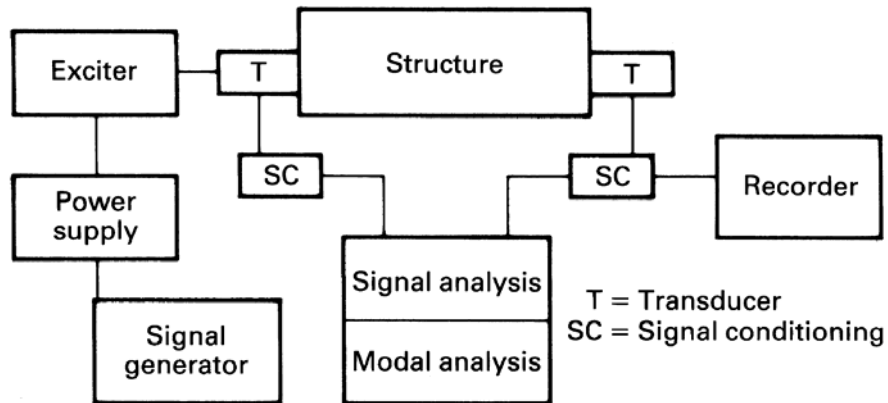 Exciter
T
Structure
T
SC
SC
Recorder
Power
supply
Signal analysis
T = Transducer
SC = Signal conditioning
Signal
generator
Modal analysis